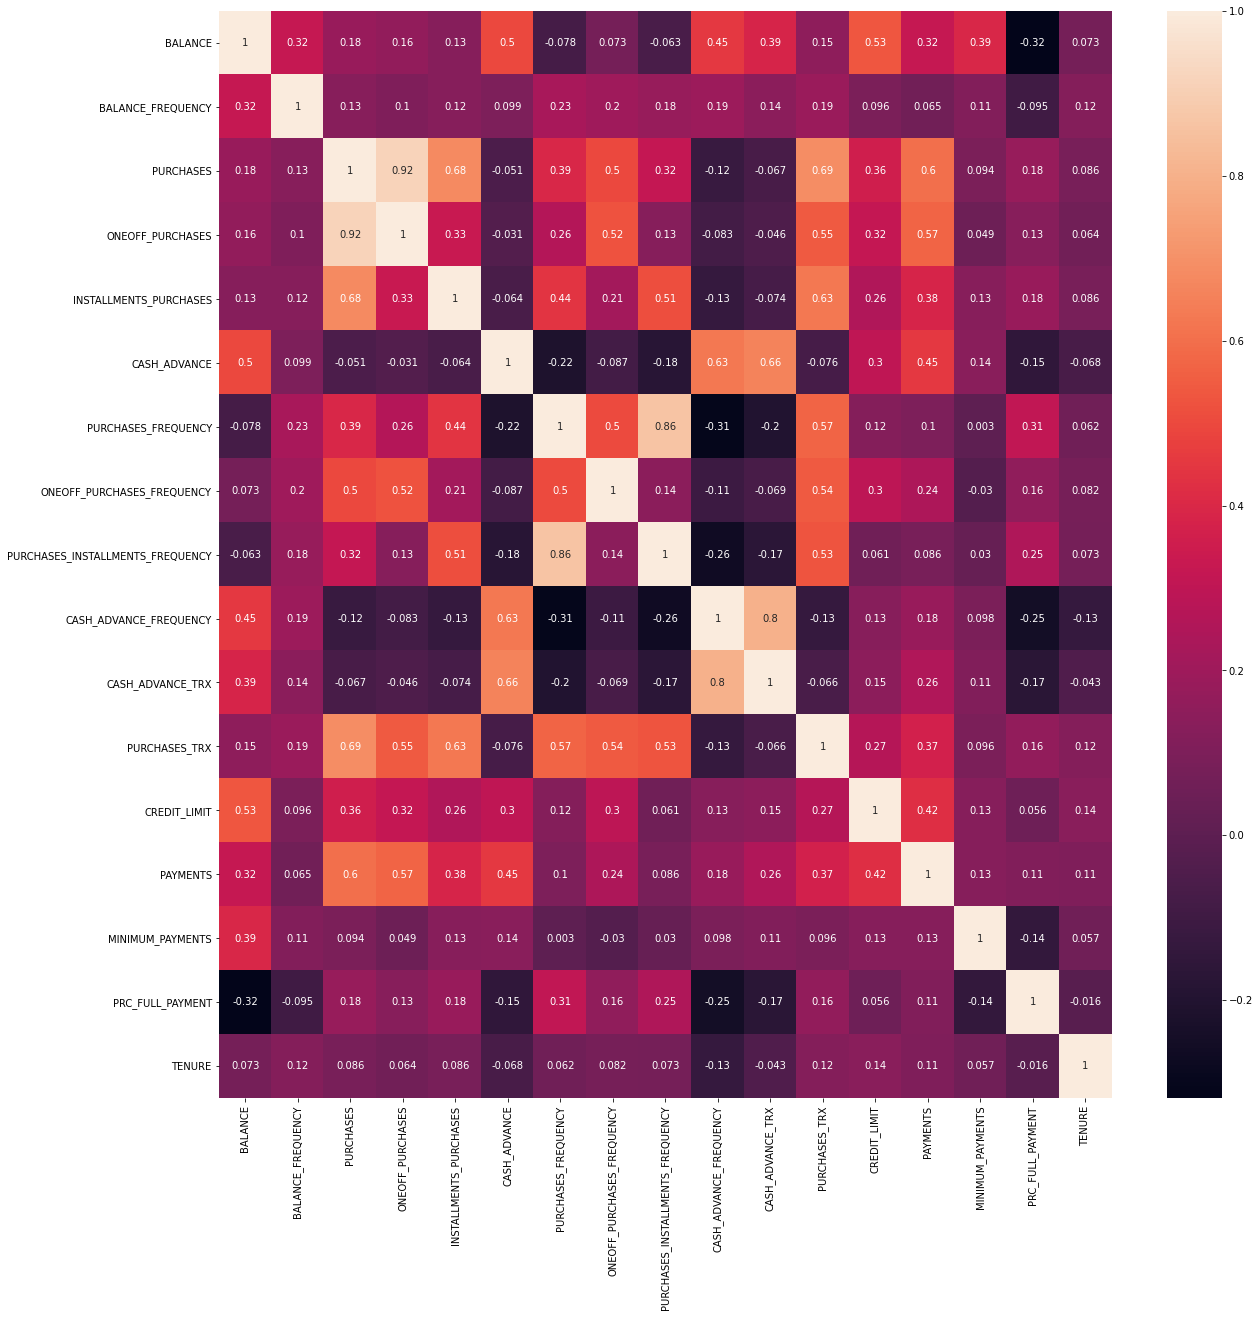 BALANCE 1 0.32 0.18 0.16 0.13 0.5 -0.078 0.073 -0.063 0.45 0.39 0.15 0.53 0.32 0.39 -0.32 0.073
BALANCE_FREQUENCY 0.32 1 0.13 0.1 0.12 0.099 0.23 0.2 0.18 0.19 0.14 0.19 0.096 0.065 0.11 -0.095 0.12
PURCHASES 0.18 0.13 1 0.92 0.68 -0.051 0.39 0.5 0.32 -0.12 -0.067 0.69 0.36 0.6 0.094 0.18 0.086
ONEOFF_PURCHASES 0.16 0.1 0.92 1 0.33 -0.031 0.26 0.52 0.13 -0.083 -0.046 0.55 0.32 0.57 0.049 0.13 0.064
INSTALLMENTS_PURCHASES 0.13 0.12 0.68 0.33 1 -0.064 0.44 0.21 0.51 -0.13 -0.074 0.63 0.26 0.38 0.13 0.18 0.086
CASH_ADVANCE 0.5 0.099 -0.051 -0.031 -0.064 1 -0.22 -0.087 -0.18 0.63 0.66 -0.076 0.3 0.45 0.14 -0.15 -0.068
PURCHASES_FREQUENCY -0.078 0.23 0.39 0.26 0.44 -0.22 1 0.5 0.86 -0.31 -0.2 0.57 0.12 0.1 0.003 0.31 0.062
ONEOFF_PURCHASES_FREQUENCY 0.073 0.2 0.5 0.52 0.21 -0.087 0.5 1 0.14 -0.11 -0.069 0.54 0.3 0.24 -0.03 0.16 0.082
PURCHASES_INSTALLMENTS_FREQUENCY -0.063 0.18 0.32 0.13 0.51 -0.18 0.86 0.14 1 -0.26 -0.17 0.53 0.061 0.086 0.03 0.25 0.073
CASH_ADVANCE_FREQUENCY 0.45 0.19 -0.12 -0.083 -0.13 0.63 -0.31 -0.11 -0.26 1 0.8 -0.13 0.13 0.18 0.098 -0.25 -0.13
CASH_ADVANCE_TRX 0.39 0.14 -0.067 -0.046 -0.074 0.66 -0.2 -0.069 -0.17 0.8 1 -0.066 0.15 0.26 0.11 -0.17 -0.043
PURCHASES_TRX 0.15 0.19 0.69 0.55 0.63 -0.076 0.57 0.54 0.53 -0.13 -0.066 1 0.27 0.37 0.096 0.16 0.12
CREDIT_LIMIT 0.53 0.096 0.36 0.32 0.26 0.3 0.12 0.3 0.061 0.13 0.15 0.27 1 0.42 0.13 0.056 0.14
PAYMENTS 0.32 0.065 0.6 0.57 0.38 0.45 0.1 0.24 0.086 0.18 0.26 0.37 0.42 1 0.13 0.11 0.11
MINIMUM_PAYMENTS 0.39 0.11 0.094 0.049 0.13 0.14 0.003 -0.03 0.03 0.098 0.11 0.096 0.13 0.13 1 -0.14 0.057
PRC_FULL_PAYMENT -0.32 -0.095 0.18 0.13 0.18 -0.15 0.31 0.16 0.25 -0.25 -0.17 0.16 0.056 0.11 -0.14 1 -0.016
TENURE 0.073 0.12 0.086 0.064 0.086 -0.068 0.062 0.082 0.073 -0.13 -0.043 0.12 0.14 0.11 0.057 -0.016 1
BALANCE
BALANCE_FREQUENCY
PURCHASES
ONEOFF_PURCHASES
INSTALLMENTS_PURCHASES
CASH_ADVANCE
PURCHASES_FREQUENCY
ONEOFF_PURCHASES_FREQUENCY
PURCHASES_INSTALLMENTS_FREQUENCY
CASH_ADVANCE_FREQUENCY
CASH_ADVANCE_TRX
PURCHASES_TRX
CREDIT_LIMIT
PAYMENTS
MINIMUM_PAYMENTS
PRC_FULL_PAYMENT
TENURE
1.0
0.8
0.6
0.4
0.2
0.0
−0.2